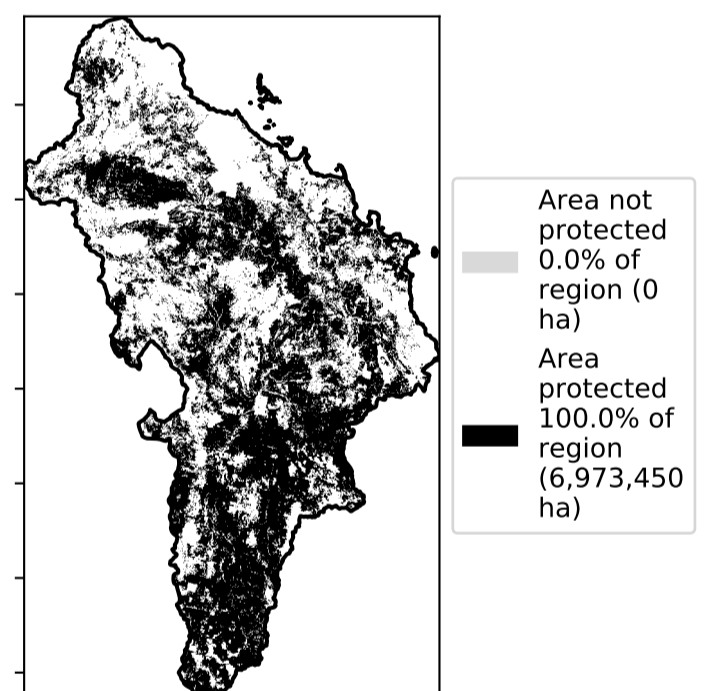 Area not
protected
0.0% of
region (0
ha)
Area
protected
100.0% of
region
(6,973,450
ha)